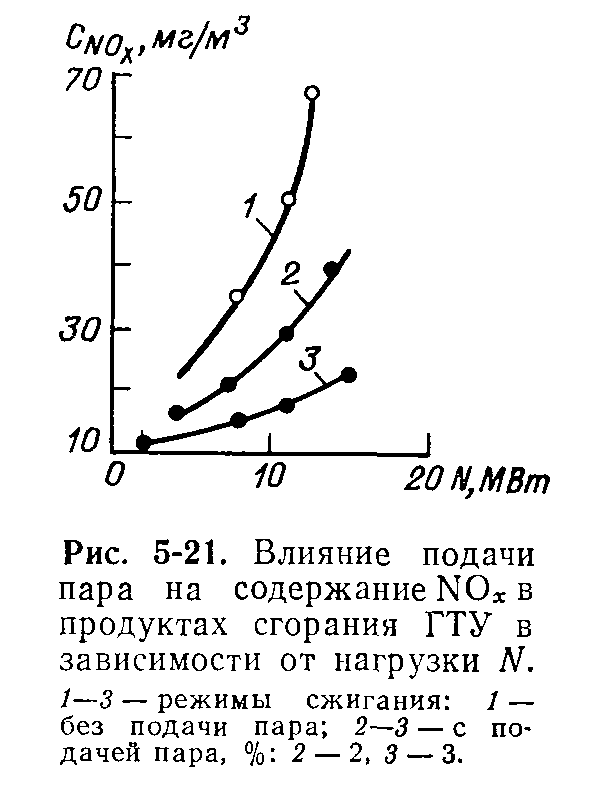 C_NOx, мг/м³
70
50
30
10
1
2
3
0
10
20 N, МВт
Рис. 5-21. Влияние подачи
пара на содержание NOx в
продуктах сгорания ГТУ в
зависимости от нагрузки N.
1—3 — режимы сжигания: 1 —
без подачи пара; 2—3 — с по-
дачей пара, %: 2 — 2, 3 — 3.